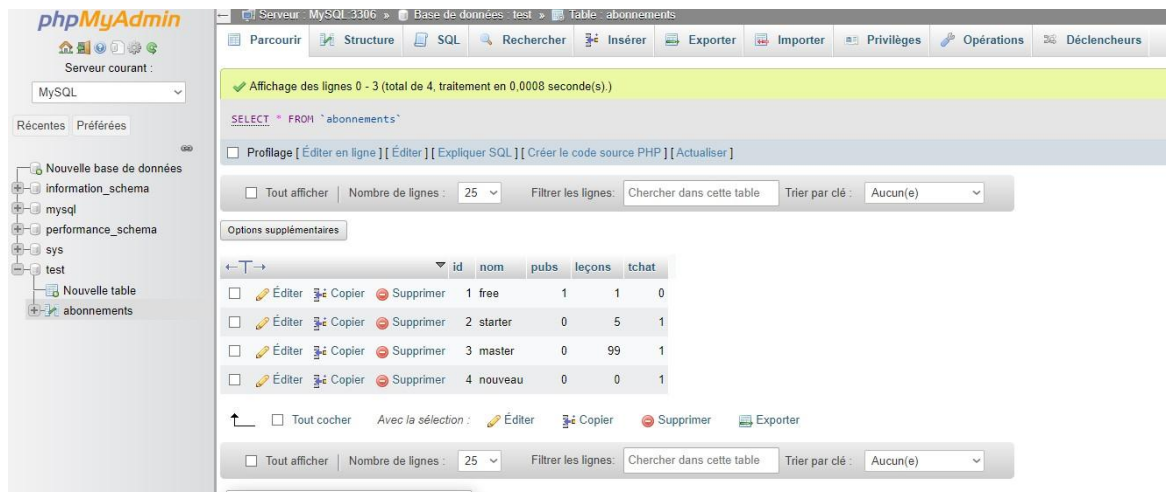 phpMyAdmin
Serveur courant :
MySQL
Récentes Préférées
Nouvelle base de données
information_schema
mysql
performance_schema
sys
test
Nouvelle table
abonnements
Serveur : MySQL:3306 » Base de données : test » Table : abonnements
Parcourir Structure SQL Rechercher Insérer Exporter Importer Privilèges Opérations Déclencheurs
Affichage des lignes 0 - 3 (total de 4, traitement en 0,0008 seconde(s).)
SELECT * FROM `abonnements`
Profilage [ Éditer en ligne ] [ Éditer ] [ Expliquer SQL ] [ Créer le code source PHP ] [ Actualiser ]
Tout afficher | Nombre de lignes : 25 Filtrer les lignes: Chercher dans cette table Trier par clé : Aucun(e)
Options supplémentaires
←T→ id nom pubs leçons tchat
Éditer Copier Supprimer 1 free 1 1 0
Éditer Copier Supprimer 2 starter 0 5 1
Éditer Copier Supprimer 3 master 0 99 1
Éditer Copier Supprimer 4 nouveau 0 0 1
Tout cocher Avec la sélection : Éditer Copier Supprimer Exporter
Tout afficher | Nombre de lignes : 25 Filtrer les lignes: Chercher dans cette table Trier par clé : Aucun(e)